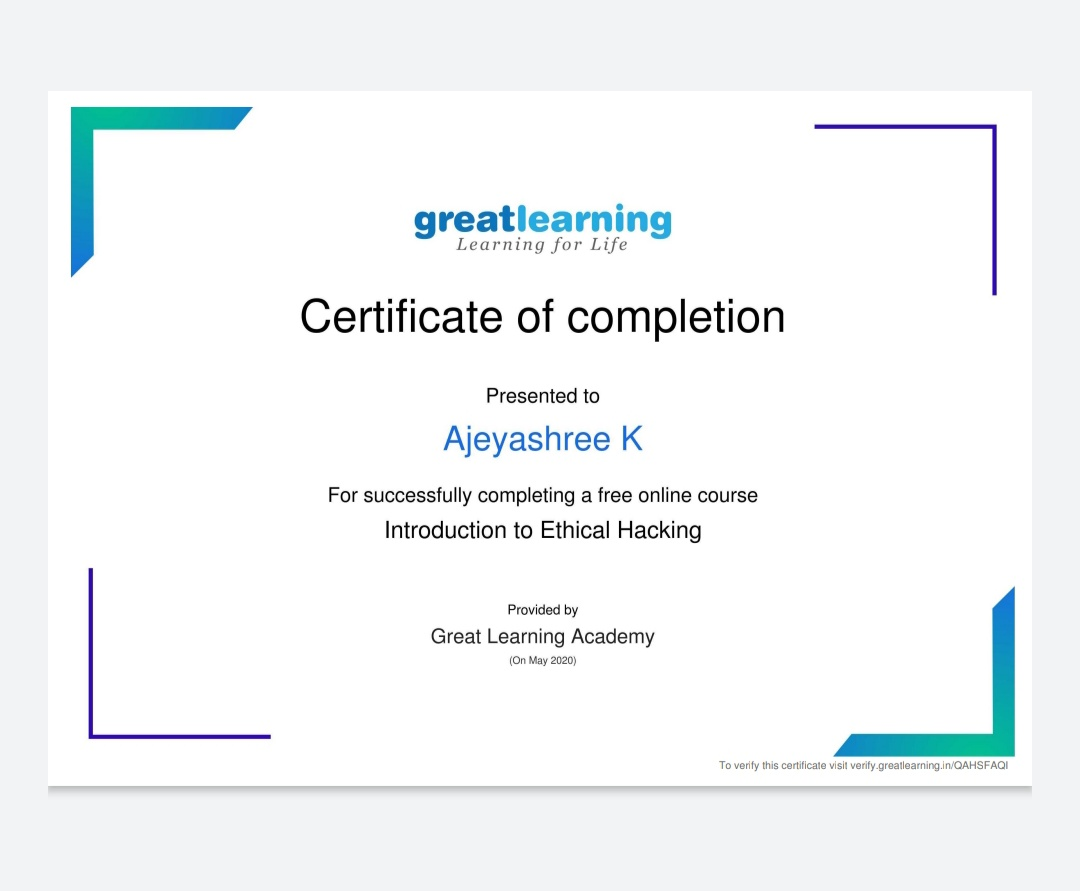 greatlearning
Learning for Life
Certificate of completion
Presented to
Ajeyashree K
For successfully completing a free online course
Introduction to Ethical Hacking
Provided by
Great Learning Academy
(On May 2020)
To verify this certificate visit verify.greatlearning.in/QAHSFAQI